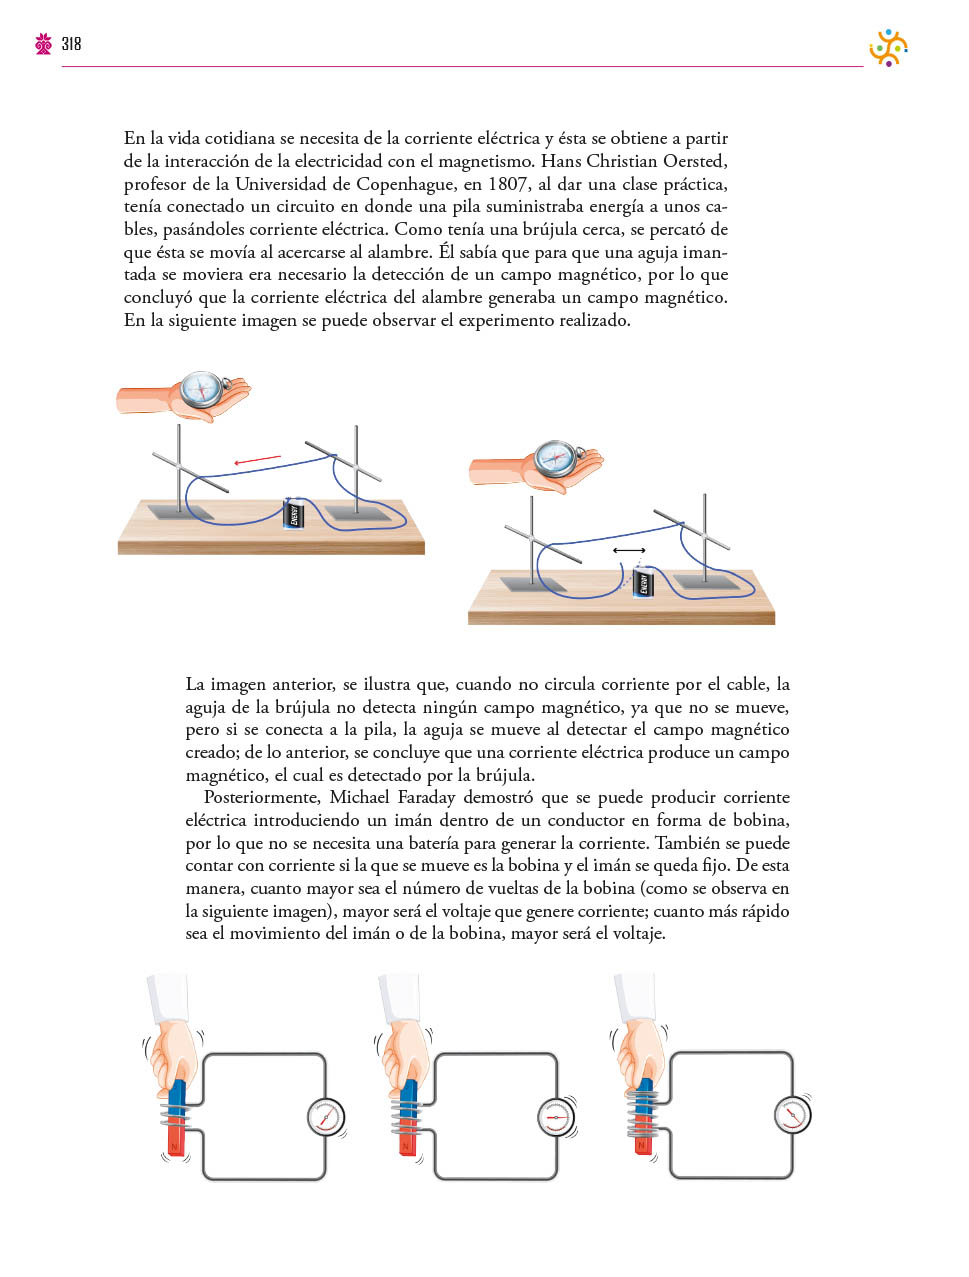 318
En la vida cotidiana se necesita de la corriente eléctrica y ésta se obtiene a partir
de la interacción de la electricidad con el magnetismo. Hans Christian Oersted,
profesor de la Universidad de Copenhague, en 1807, al dar una clase práctica,
tenía conectado un circuito en donde una pila suministraba energía a unos ca-
bles, pasándoles corriente eléctrica. Como tenía una brújula cerca, se percató de
que ésta se movía al acercarse al alambre. Él sabía que para que una aguja iman-
tada se moviera era necesario la detección de un campo magnético, por lo que
concluyó que la corriente eléctrica del alambre generaba un campo magnético.
En la siguiente imagen se puede observar el experimento realizado.
ENERGY
ENERGY
La imagen anterior, se ilustra que, cuando no circula corriente por el cable, la
aguja de la brújula no detecta ningún campo magnético, ya que no se mueve,
pero si se conecta a la pila, la aguja se mueve al detectar el campo magnético
creado; de lo anterior, se concluye que una corriente eléctrica produce un campo
magnético, el cual es detectado por la brújula.
Posteriormente, Michael Faraday demostró que se puede producir corriente
eléctrica introduciendo un imán dentro de un conductor en forma de bobina,
por lo que no se necesita una batería para generar la corriente. También se puede
contar con corriente si la que se mueve es la bobina y el imán se queda fijo. De esta
manera, cuanto mayor sea el número de vueltas de la bobina (como se observa en
la siguiente imagen), mayor será el voltaje que genere corriente; cuanto más rápido
sea el movimiento del imán o de la bobina, mayor será el voltaje.
N
N
N